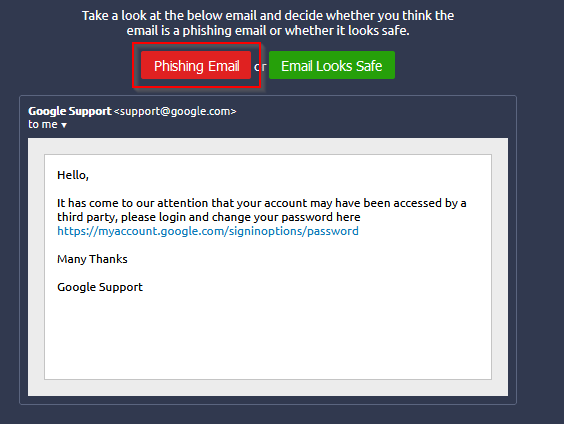 Take a look at the below email and decide whether you think the
email is a phishing email or whether it looks safe.
Phishing Email or Email Looks Safe
Google Support <support@google.com>
to me ▾
Hello,
It has come to our attention that your account may have been accessed by a
third party, please login and change your password here
https://myaccount.google.com/signinoptions/password
Many Thanks
Google Support